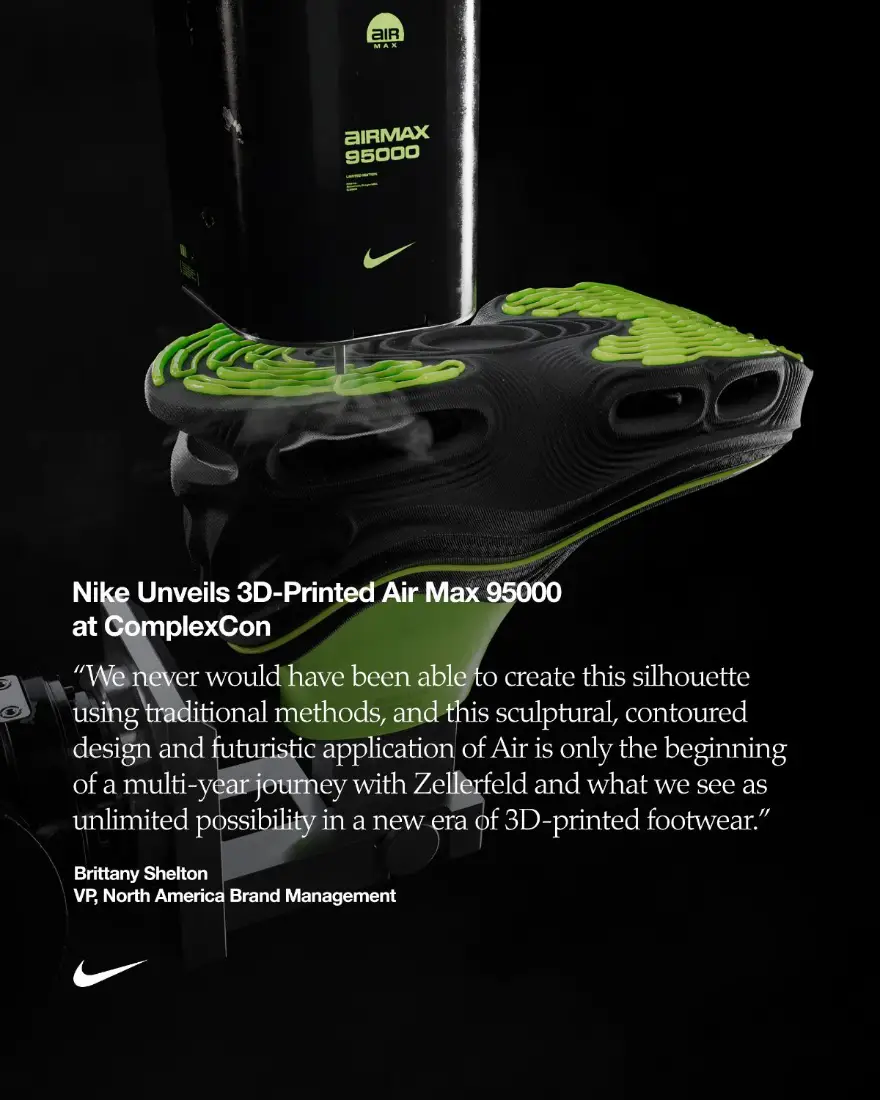 aiR
MAX
aIRMAX
95000
LIMITED EDITION
Nike Unveils 3D-Printed Air Max 95000
at ComplexCon
“We never would have been able to create this silhouette
using traditional methods, and this sculptural, contoured
design and futuristic application of Air is only the beginning
of a multi-year journey with Zellerfeld and what we see as
unlimited possibility in a new era of 3D-printed footwear.”
Brittany Shelton
VP, North America Brand Management